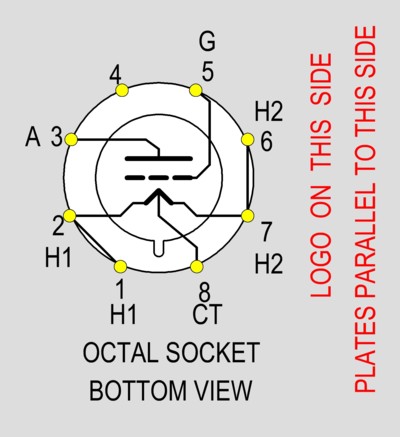 G
4
5
H2
A 3
6
2
7
H1
H2
1
8
H1
CT
OCTAL SOCKET
BOTTOM VIEW
LOGO ON THIS SIDE
PLATES PARALLEL TO THIS SIDE